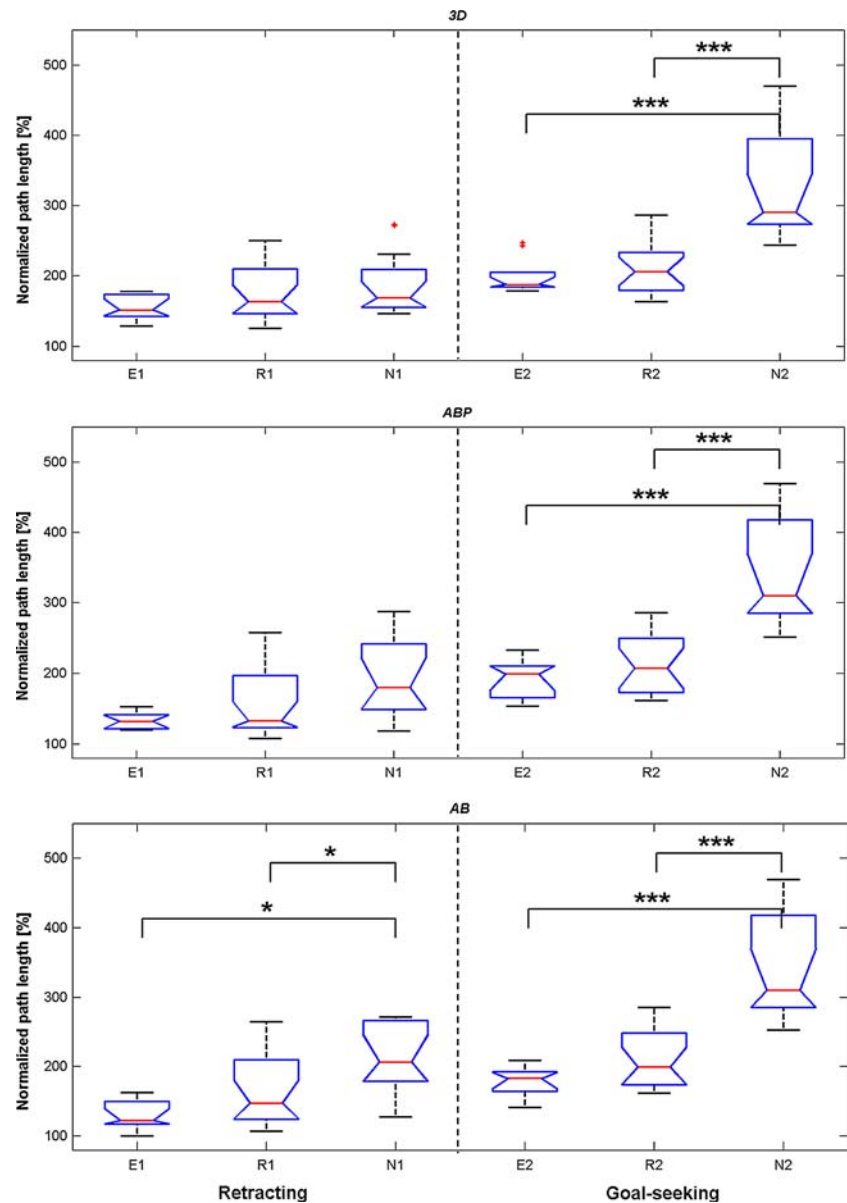 3D
Normalized path length [%]
500
400
300
200
100
***
***
E1 R1 N1 E2 R2 N2
ABP
Normalized path length [%]
500
400
300
200
100
***
***
E1 R1 N1 E2 R2 N2
AB
Normalized path length [%]
500
400
300
200
100
*
*
***
***
E1 R1 N1 E2 R2 N2
Retracting Goal-seeking